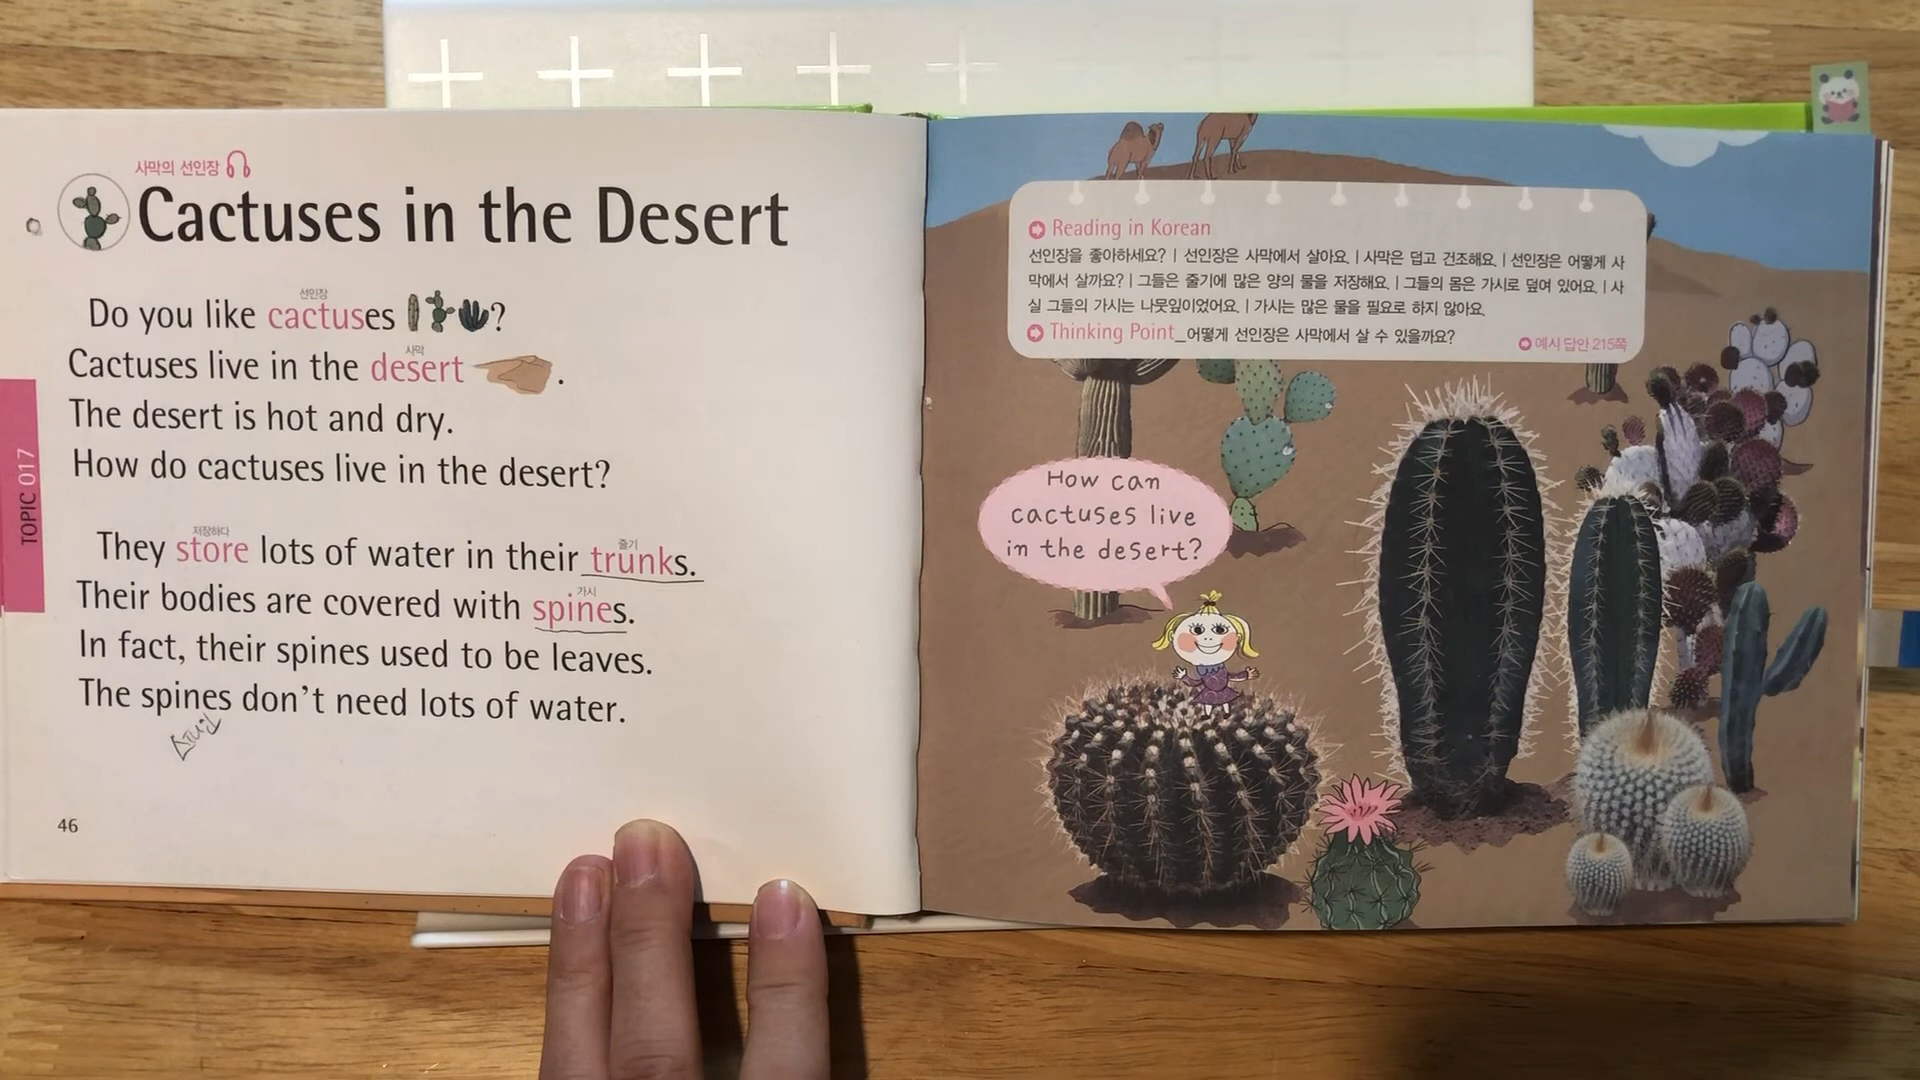 사막의 선인장
Cactuses in the Desert
선인장
Do you like cactuses ?
사막
Cactuses live in the desert .
The desert is hot and dry.
How do cactuses live in the desert?
저장하다 줄기
They store lots of water in their trunks.
가시
Their bodies are covered with spines.
In fact, their spines used to be leaves.
The spines don't need lots of water.
46
TOPIC 017
Reading in Korean
선인장을 좋아하세요? | 선인장은 사막에서 살아요. | 사막은 덥고 건조해요. | 선인장은 어떻게 사
막에서 살까요? | 그들은 줄기에 많은 양의 물을 저장해요. | 그들의 몸은 가시로 덮여 있어요. | 사
실 그들의 가시는 나뭇잎이었어요. | 가시는 많은 물을 필요로 하지 않아요.
Thinking Point_어떻게 선인장은 사막에서 살 수 있을까요?
예시 답안 215쪽
How can
cactuses live
in the desert?